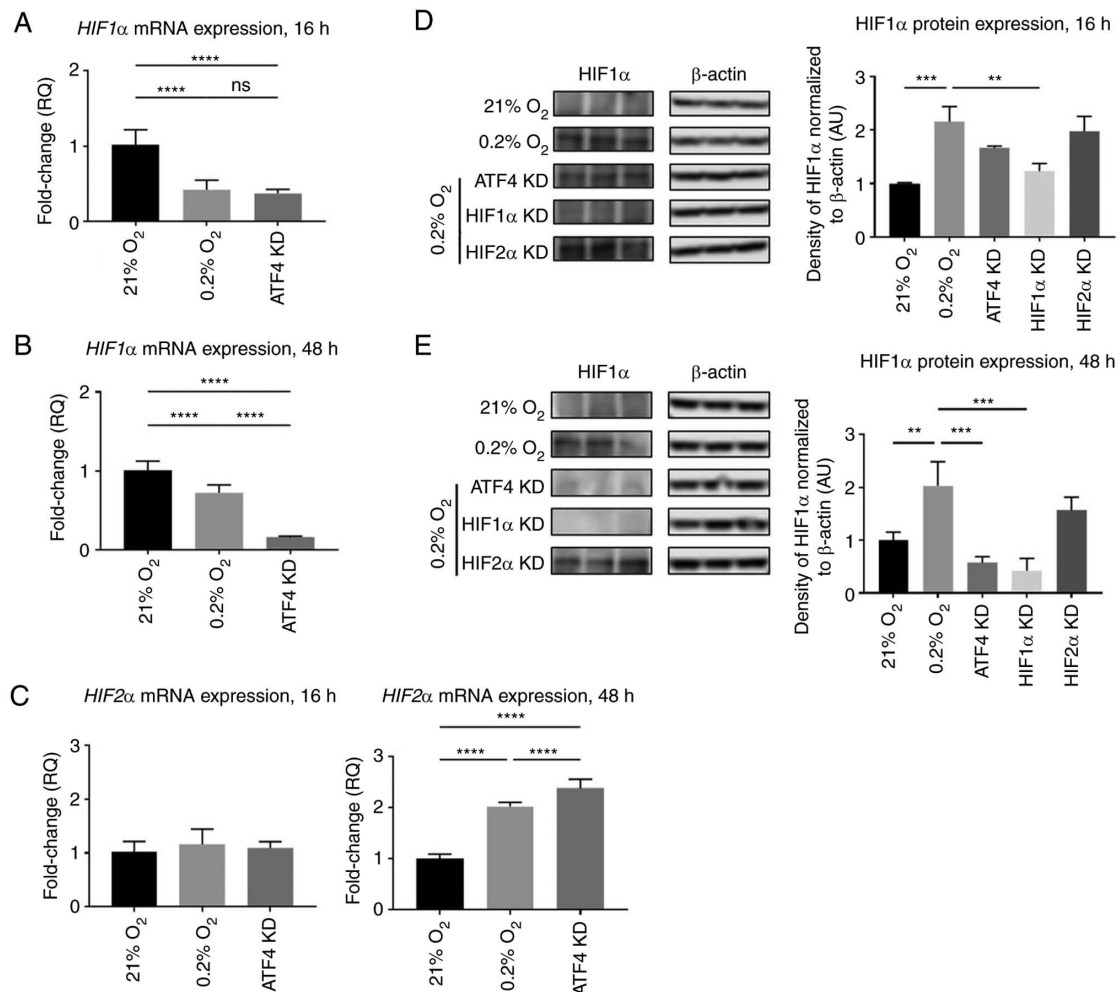 A
HIF1α mRNA expression, 16 h
****
****
ns
Fold-change (RQ)
2
1
0
21% O2
0.2% O2
ATF4 KD
B
HIF1α mRNA expression, 48 h
****
****
****
Fold-change (RQ)
2
1
0
21% O2
0.2% O2
ATF4 KD
C
HIF2α mRNA expression, 16 h
Fold-change (RQ)
3
2
1
0
21% O2
0.2% O2
ATF4 KD
HIF2α mRNA expression, 48 h
****
****
****
Fold-change (RQ)
3
2
1
0
21% O2
0.2% O2
ATF4 KD
D
HIF1α
β-actin
21% O2
0.2% O2
0.2% O2
ATF4 KD
HIF1α KD
HIF2α KD
HIF1α protein expression, 16 h
***
**
Density of HIF1α normalized
to β-actin (AU)
3
2
1
0
21% O2
0.2% O2
ATF4 KD
HIF1α KD
HIF2α KD
E
HIF1α
β-actin
21% O2
0.2% O2
0.2% O2
ATF4 KD
HIF1α KD
HIF2α KD
HIF1α protein expression, 48 h
***
**
***
Density of HIF1α normalized
to β-actin (AU)
3
2
1
0
21% O2
0.2% O2
ATF4 KD
HIF1α KD
HIF2α KD